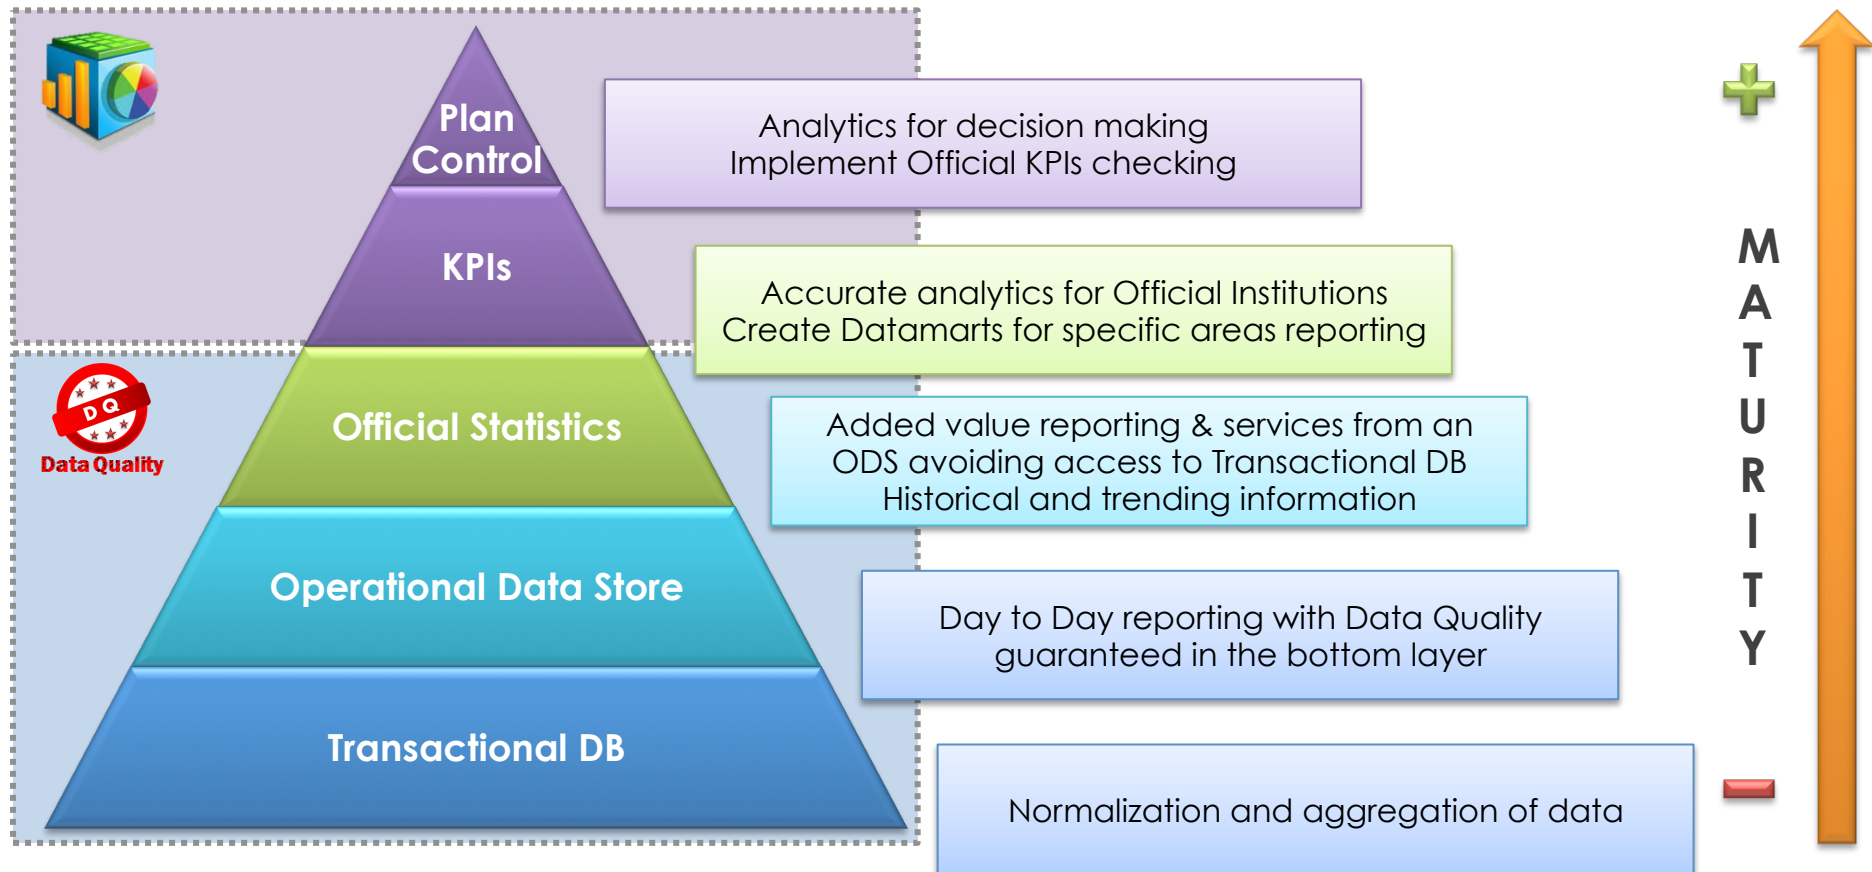 Plan
Control
KPIs
Official Statistics
Operational Data Store
Transactional DB
D Q
Data Quality
Analytics for decision making
Implement Official KPIs checking
Accurate analytics for Official Institutions
Create Datamarts for specific areas reporting
Added value reporting & services from an
ODS avoiding access to Transactional DB
Historical and trending information
Day to Day reporting with Data Quality
guaranteed in the bottom layer
Normalization and aggregation of data
MATURITY